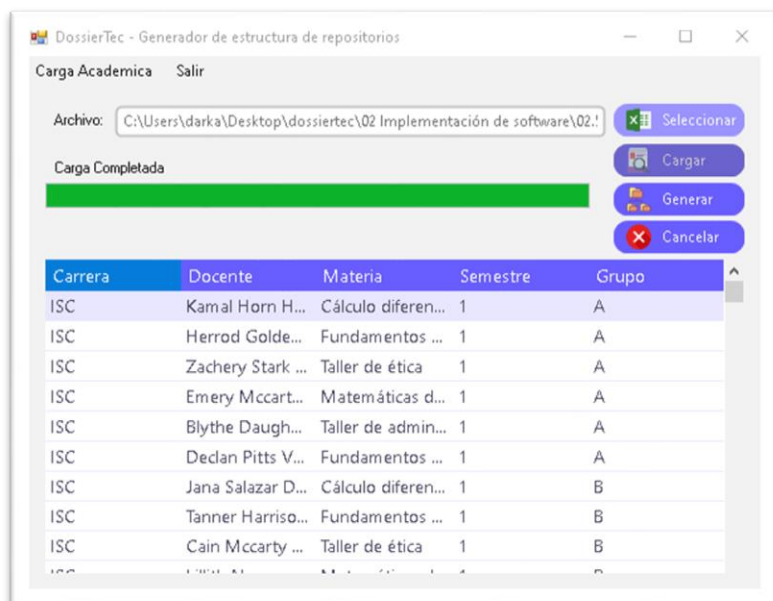 DossierTec - Generador de estructura de repositorios
Carga Academica Salir
Archivo: C:\Users\darka\Desktop\dossiertec\02 Implementación de software\02.
Seleccionar
Cargar
Carga Completada
Generar
Cancelar
Carrera Docente Materia Semestre Grupo
ISC Kamal Horn H... Cálculo diferen... 1 A
ISC Herrod Golde... Fundamentos ... 1 A
ISC Zachery Stark ... Taller de ética 1 A
ISC Emery Mccart... Matemáticas d... 1 A
ISC Blythe Daugh... Taller de admin... 1 A
ISC Declan Pitts V... Fundamentos ... 1 A
ISC Jana Salazar D... Cálculo diferen... 1 B
ISC Tanner Harriso... Fundamentos ... 1 B
ISC Cain Mccarty ... Taller de ética 1 B